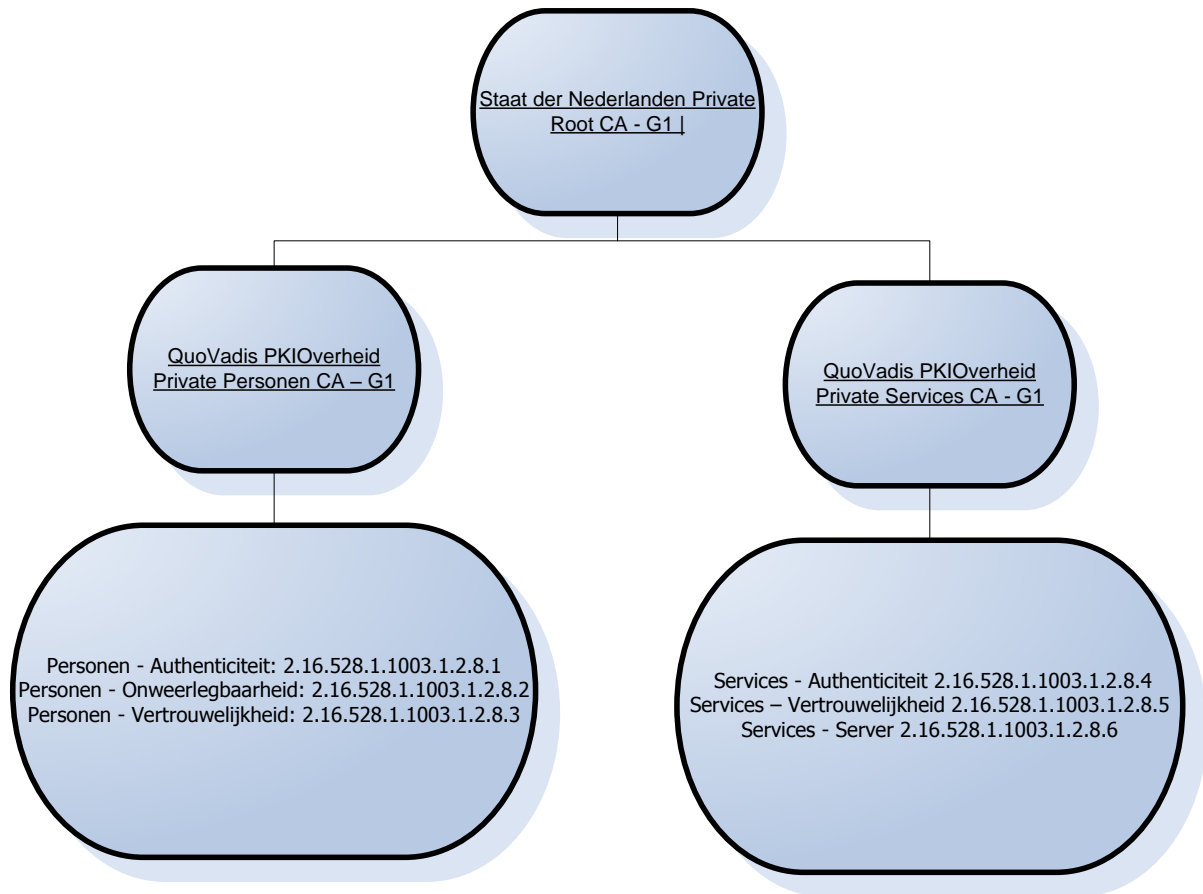 Staat der Nederlanden Private
Root CA - G1 |
QuoVadis PKIOverheid
Private Personen CA – G1
QuoVadis PKIOverheid
Private Services CA - G1
Personen - Authenticiteit: 2.16.528.1.1003.1.2.8.1
Personen - Onweerlegbaarheid: 2.16.528.1.1003.1.2.8.2
Personen - Vertrouwelijkheid: 2.16.528.1.1003.1.2.8.3
Services - Authenticiteit 2.16.528.1.1003.1.2.8.4
Services – Vertrouwelijkheid 2.16.528.1.1003.1.2.8.5
Services - Server 2.16.528.1.1003.1.2.8.6